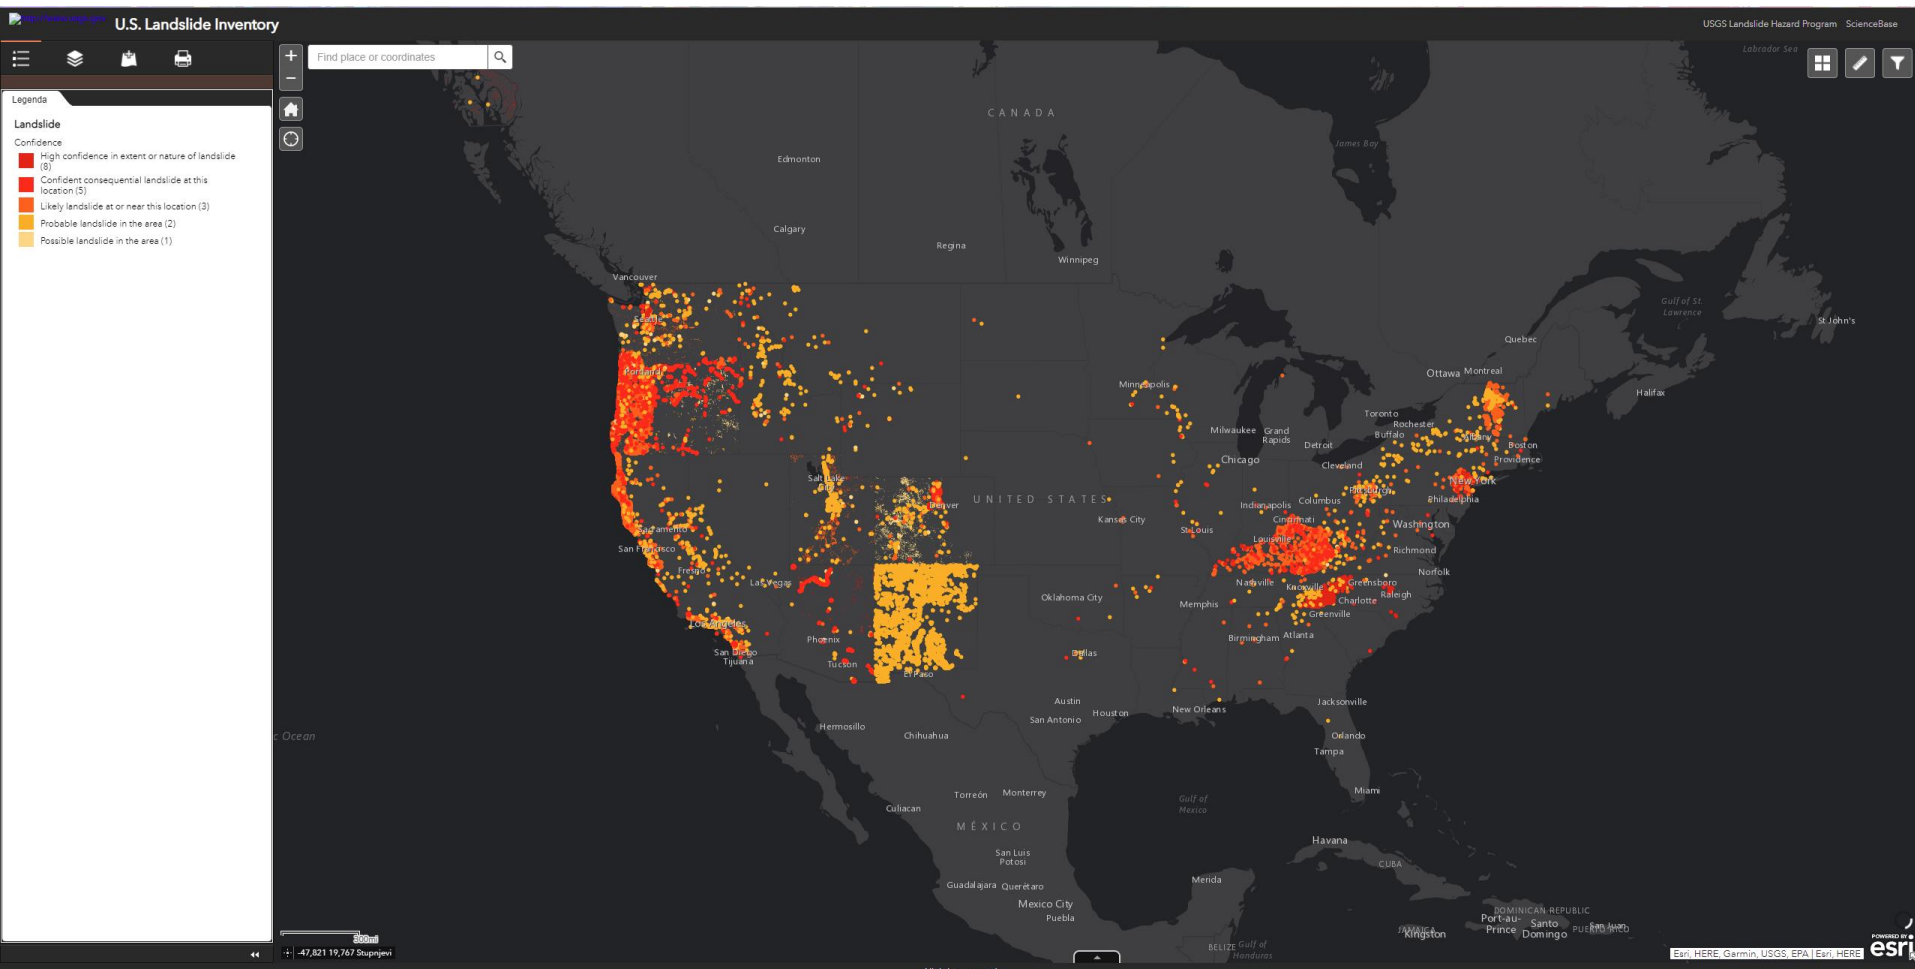 U.S. Landslide Inventory
USGS Landslide Hazard Program ScienceBase
Find place or coordinates
Legenda
Landslide
Confidence
High confidence in extent or nature of landslide
(8)
Confident consequential landslide at this
location (5)
Likely landslide at or near this location (3)
Probable landslide in the area (2)
Possible landslide in the area (1)
Labrador Sea
CANADA
James Bay
Edmonton
Calgary
Regina
Winnipeg
Vancouver
Gulf of St.
Lawrence
St John's
Seattle
Quebec
Portland
Ottawa Montreal
Minneapolis
Halifax
Toronto
Rochester
Buffalo
Milwaukee Grand
Rapids
Detroit
Albany
Boston
Chicago
Cleveland
Providence
Salt Lake
City
New York
Pittsburgh
UNITED STATES
Denver
Indianapolis
Columbus
Philadelphia
Kansas City
Cincinnati
Washington
Sacramento
St Louis
Louisville
San Francisco
Richmond
Fresno
Norfolk
Las Vegas
Nashville
Knoxville
Greensboro
Oklahoma City
Memphis
Charlotte
Raleigh
Greenville
Los Angeles
Phoenix
Birmingham
Atlanta
San Diego
Tijuana
Tucson
Dallas
El Paso
Austin
Houston
San Antonio
New Orleans
Jacksonville
Hermosillo
Chihuahua
Orlando
Tampa
c Ocean
Miami
Torreón
Monterrey
Culiacan
Gulf of
Mexico
MÉXICO
Havana
San Luis
Potosi
CUBA
Guadalajara Querétaro
Merida
Mexico City
Puebla
DOMINICAN REPUBLIC
Port-au-
Prince
Santo
Domingo
PUERTO RICO
San Juan
JAMAICA
Kingston
300mi
BELIZE
Gulf of
Honduras
-47,821 19,767 Stupnjevi
Esri, HERE, Garmin, USGS, EPA | Esri, HERE
POWERED BY
esri